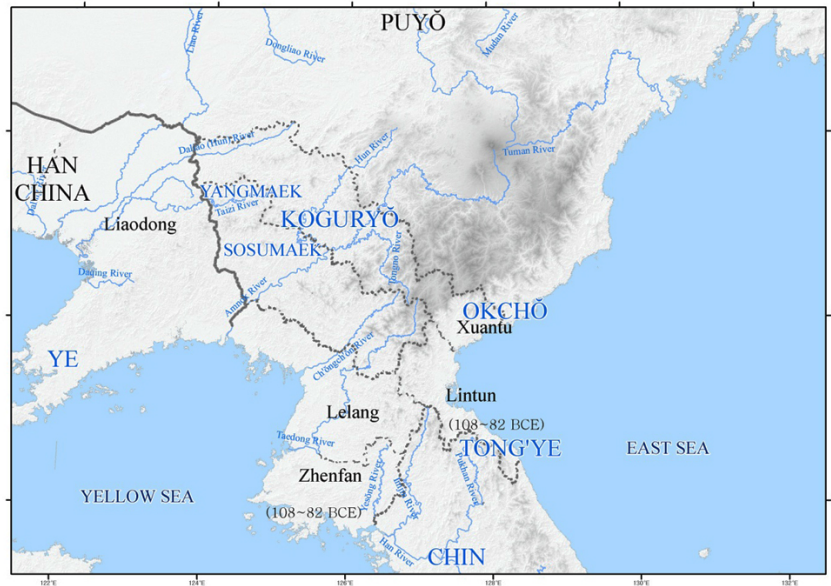 PUYŎ
Liao River
Dongliao River
Mudan River
HAN
CHINA
Daliao (Hun) River
Hun River
Tuman River
YANGMAEK
Taizi River
Liaodong
KOGURYŎ
SOSUMAEK
Tongno River
Daqing River
Amnok River
OKCHŎ
Xuantu
YE
Ch'ŏngch'ŏn River
Lelang
Lintun
(108~82 BCE)
Taedong River
TONG'YE
EAST SEA
Zhenfan
Yesŏng River
Imjin River
Pukhan River
YELLOW SEA
(108~82 BCE)
Han River
CHIN
122°E
124°E
126°E
128°E
130°E
132°E